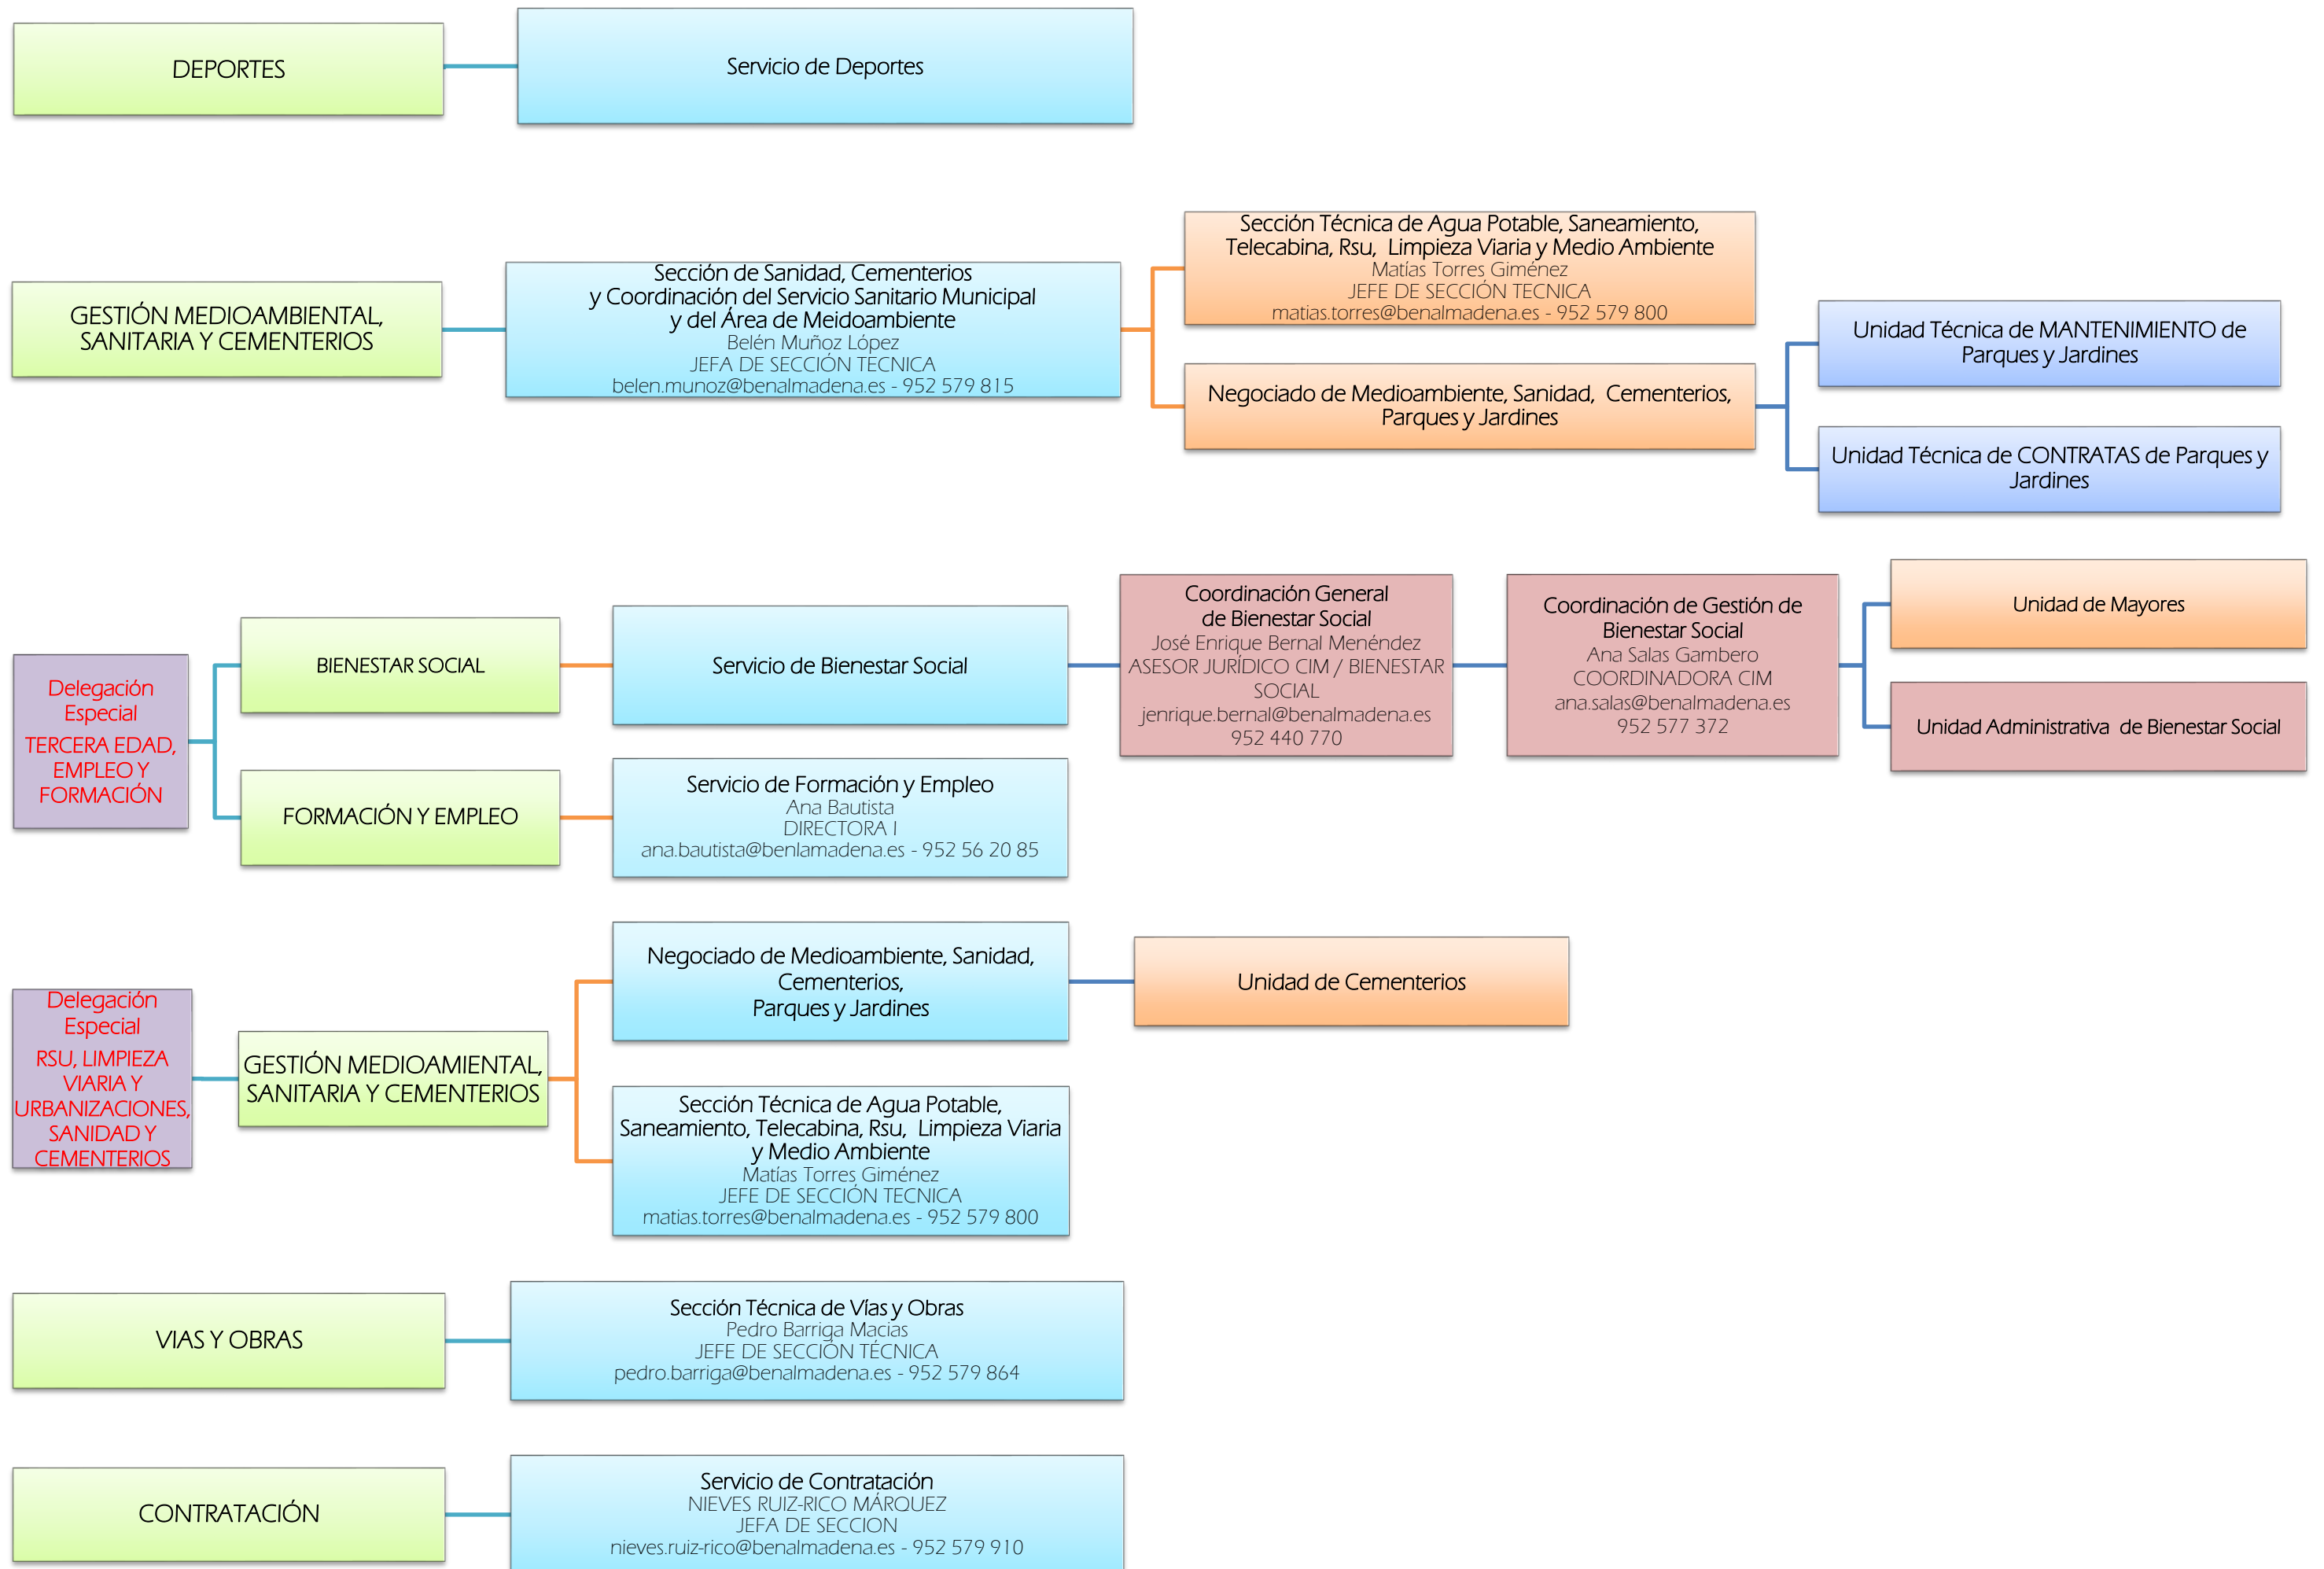 DEPORTES
Servicio de Deportes
GESTIÓN MEDIOAMBIENTAL,
SANITARIA Y CEMENTERIOS
Sección de Sanidad, Cementerios
y Coordinación del Servicio Sanitario Municipal
y del Área de Meidoambiente
Belén Muñoz López
JEFA DE SECCIÓN TECNICA
belen.munoz@benalmadena.es - 952 579 815
Sección Técnica de Agua Potable, Saneamiento,
Telecabina, Rsu, Limpieza Viaria y Medio Ambiente
Matías Torres Giménez
JEFE DE SECCIÓN TECNICA
matias.torres@benalmadena.es - 952 579 800
Negociado de Medioambiente, Sanidad, Cementerios,
Parques y Jardines
Unidad Técnica de MANTENIMIENTO de
Parques y Jardines
Unidad Técnica de CONTRATAS de Parques y
Jardines
Delegación
Especial
TERCERA EDAD,
EMPLEO Y
FORMACIÓN
BIENESTAR SOCIAL
Servicio de Bienestar Social
Coordinación General
de Bienestar Social
José Enrique Bernal Menéndez
ASESOR JURÍDICO CIM / BIENESTAR
SOCIAL
jenrique.bernal@benalmadena.es
952 440 770
Coordinación de Gestión de
Bienestar Social
Ana Salas Gambero
COORDINADORA CIM
ana.salas@benalmadena.es
952 577 372
Unidad de Mayores
Unidad Administrativa de Bienestar Social
FORMACIÓN Y EMPLEO
Servicio de Formación y Empleo
Ana Bautista
DIRECTORA I
ana.bautista@benlamadena.es - 952 56 20 85
Delegación
Especial
RSU, LIMPIEZA
VIARIA Y
URBANIZACIONES,
SANIDAD Y
CEMENTERIOS
GESTIÓN MEDIOAMIENTAL,
SANITARIA Y CEMENTERIOS
Negociado de Medioambiente, Sanidad,
Cementerios,
Parques y Jardines
Unidad de Cementerios
Sección Técnica de Agua Potable,
Saneamiento, Telecabina, Rsu, Limpieza Viaria
y Medio Ambiente
Matías Torres Giménez
JEFE DE SECCIÓN TECNICA
matias.torres@benalmadena.es - 952 579 800
VIAS Y OBRAS
Sección Técnica de Vías y Obras
Pedro Barriga Macias
JEFE DE SECCIÓN TÉCNICA
pedro.barriga@benalmadena.es - 952 579 864
CONTRATACIÓN
Servicio de Contratación
NIEVES RUIZ-RICO MÁRQUEZ
JEFA DE SECCION
nieves.ruiz-rico@benalmadena.es - 952 579 910